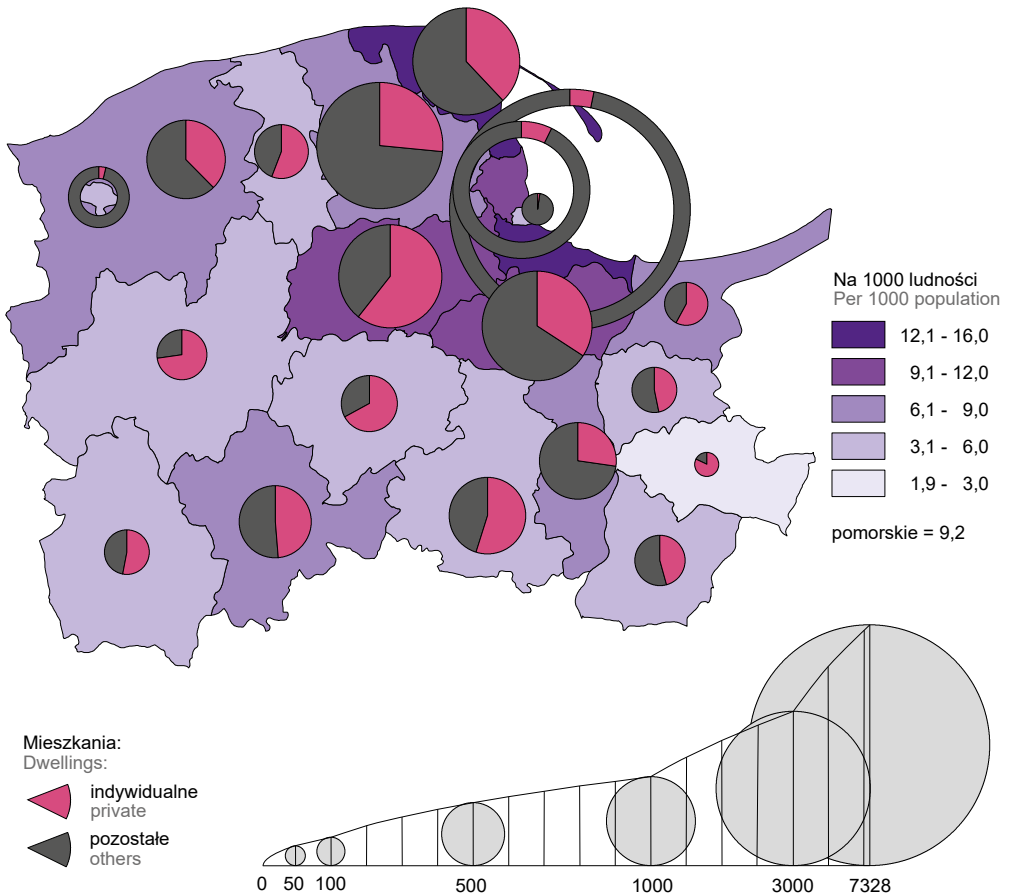 Na 1000 ludności
Per 1000 population
12,1 - 16,0
9,1 - 12,0
6,1 - 9,0
3,1 - 6,0
1,9 - 3,0
pomorskie = 9,2
Mieszkania:
Dwellings:
indywidualne
private
pozostałe
others
0 50 100 500 1000 3000 7328